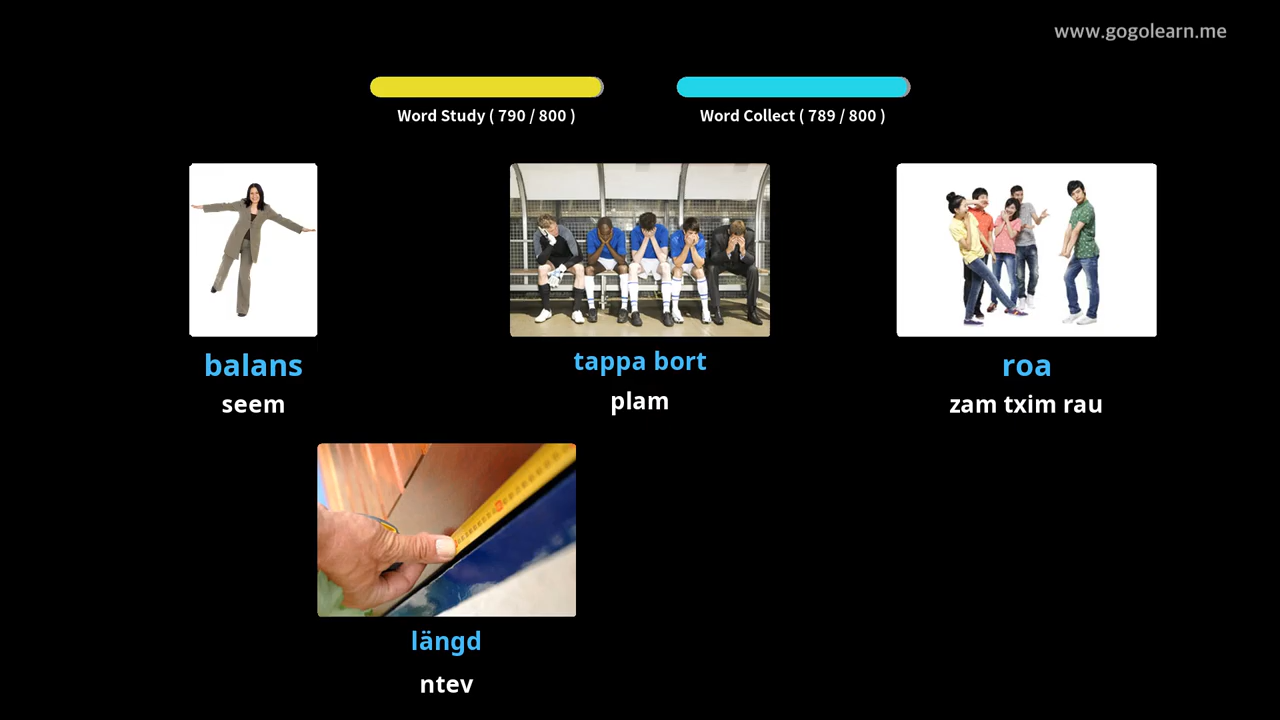 www.gogolearn.me
Word Study ( 790 / 800 )
Word Collect ( 789 / 800 )
balans
tappa bort
roa
seem
plam
zam txim rau
längd
ntev